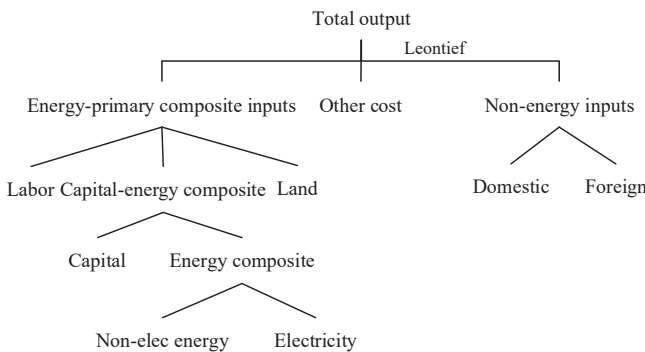 Total output
Leontief
Energy-primary composite inputs Other cost Non-energy inputs
Labor Capital-energy composite Land Domestic Foreign
Capital Energy composite
Non-elec energy Electricity